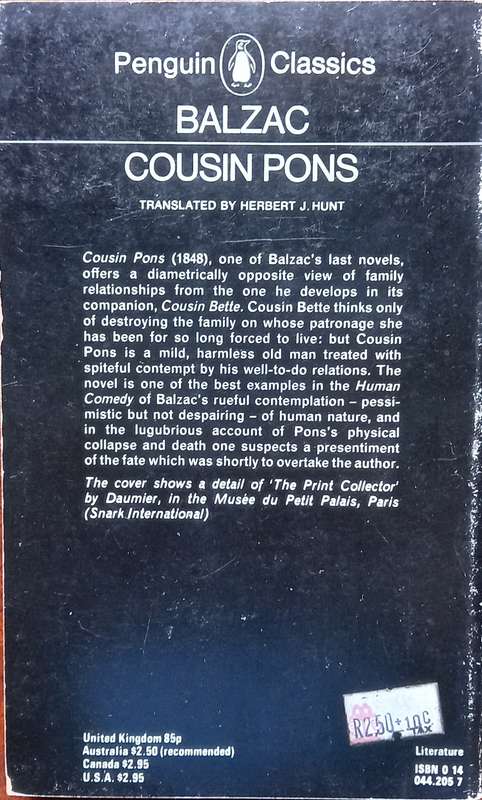 Penguin Classics
BALZAC
COUSIN PONS
TRANSLATED BY HERBERT J. HUNT
Cousin Pons (1848), one of Balzac's last novels,
offers a diametrically opposite view of family
relationships from the one he develops in its
companion, Cousin Bette. Cousin Bette thinks only
of destroying the family on whose patronage she
has been for so long forced to live: but Cousin
Pons is a mild, harmless old man treated with
spiteful contempt by his well-to-do relations. The
novel is one of the best examples in the Human
Comedy of Balzac's rueful contemplation – pessi-
mistic but not despairing – of human nature, and
in the lugubrious account of Pons's physical
collapse and death one suspects a presentiment
of the fate which was shortly to overtake the author.
The cover shows a detail of 'The Print Collector'
by Daumier, in the Musée du Petit Palais, Paris
(Snark International)
R2,50+10C
TAX
United Kingdom 85p
Australia $2.50 (recommended)
Canada $2.95
U.S.A. $2.95
Literature
ISBN 0 14
044.205 7